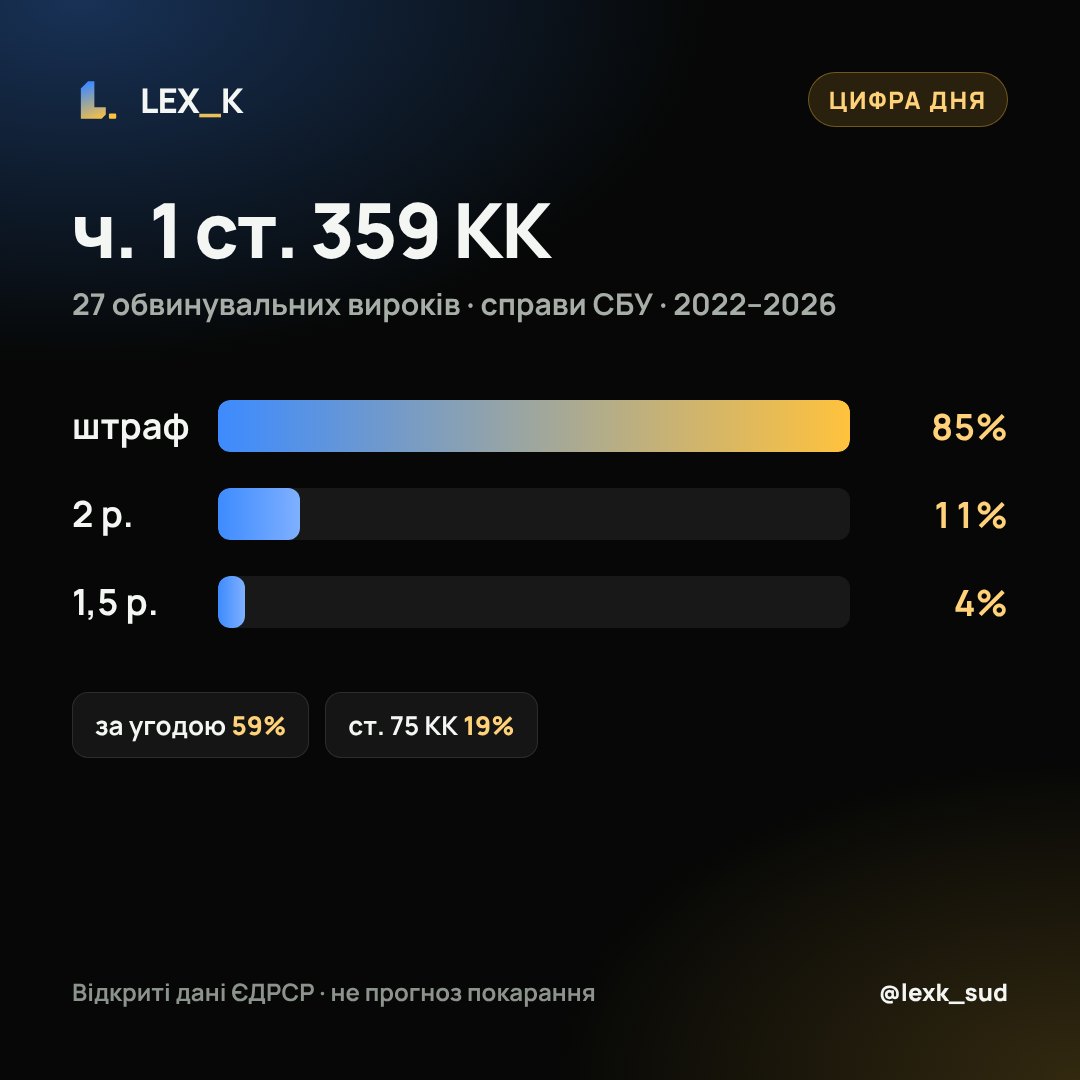 LEX_K
ЦИФРА ДНЯ
ч. 1 ст. 359 КК
27 обвинувальних вироків · справи СБУ · 2022–2026
штраф 85%
2 р. 11%
1,5 р. 4%
за угодою 59% ст. 75 КК 19%
Відкриті дані ЄДРСР · не прогноз покарання
@lexk_sud